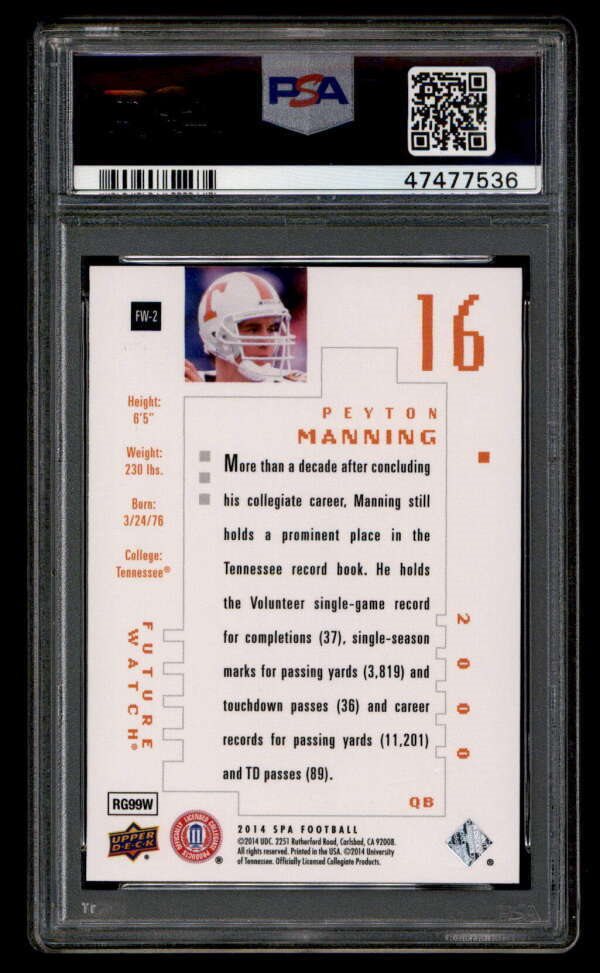 PSA
47477536
FW-2
16
PEYTON
MANNING
Height:
6'5"
Weight:
230 lbs.
Born:
3/24/76
College:
Tennessee®
More than a decade after concluding
his collegiate career, Manning still
holds a prominent place in the
Tennessee record book. He holds
the Volunteer single-game record
for completions (37), single-season
marks for passing yards (3,819) and
touchdown passes (36) and career
records for passing yards (11,201)
and TD passes (89).
FUTURE
WATCH®
2000
QB
RG99W
UPPER
DECK
OFFICIALLY LICENSED COLLEGIATE PRODUCTS
®
2014 SPA FOOTBALL
©2014 UDC. 2251 Rutherford Road, Carlsbad, CA 92008.
All rights reserved. Printed in the USA. ©2014 University
of Tennessee. Officially Licensed Collegiate Products.
®
PSA